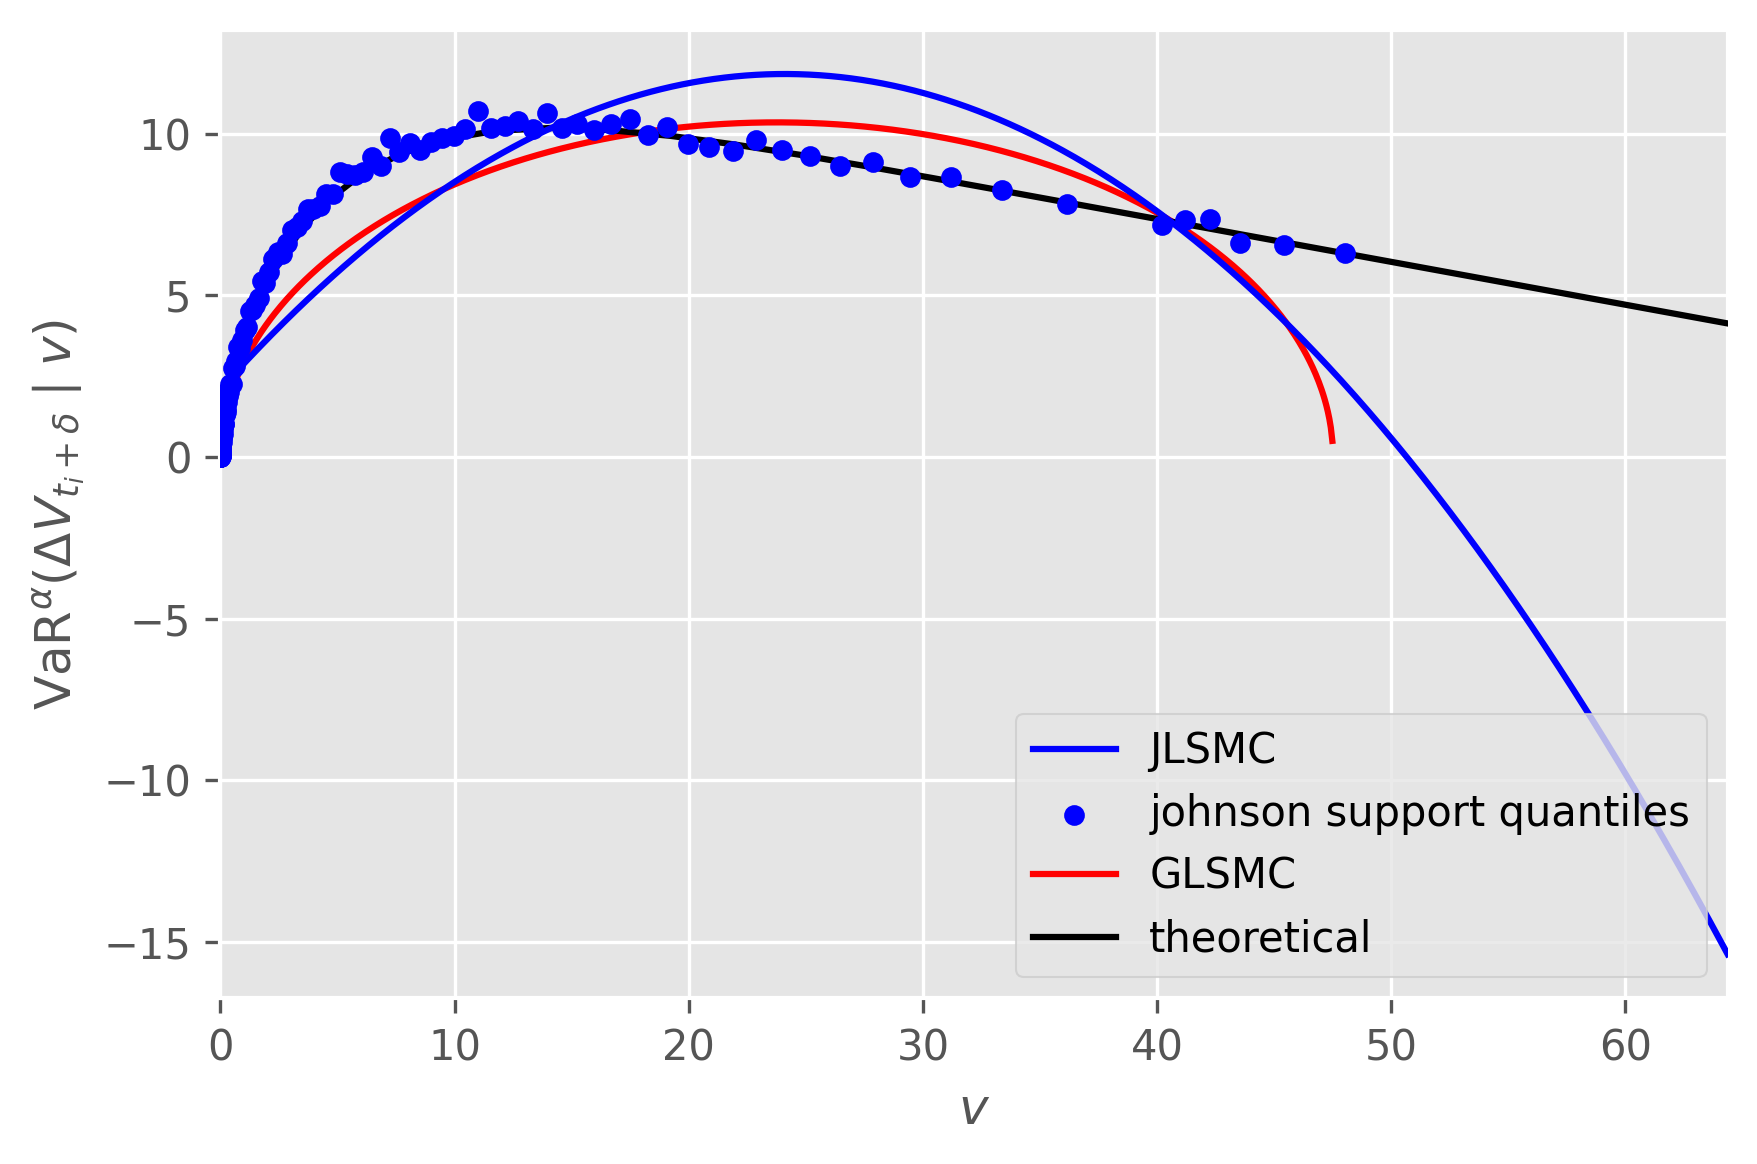 VaR^α(ΔV_{t_i+δ} | v)
10
5
0
−5
−10
−15
0 10 20 30 40 50 60
v
JLSMC
johnson support quantiles
GLSMC
theoretical